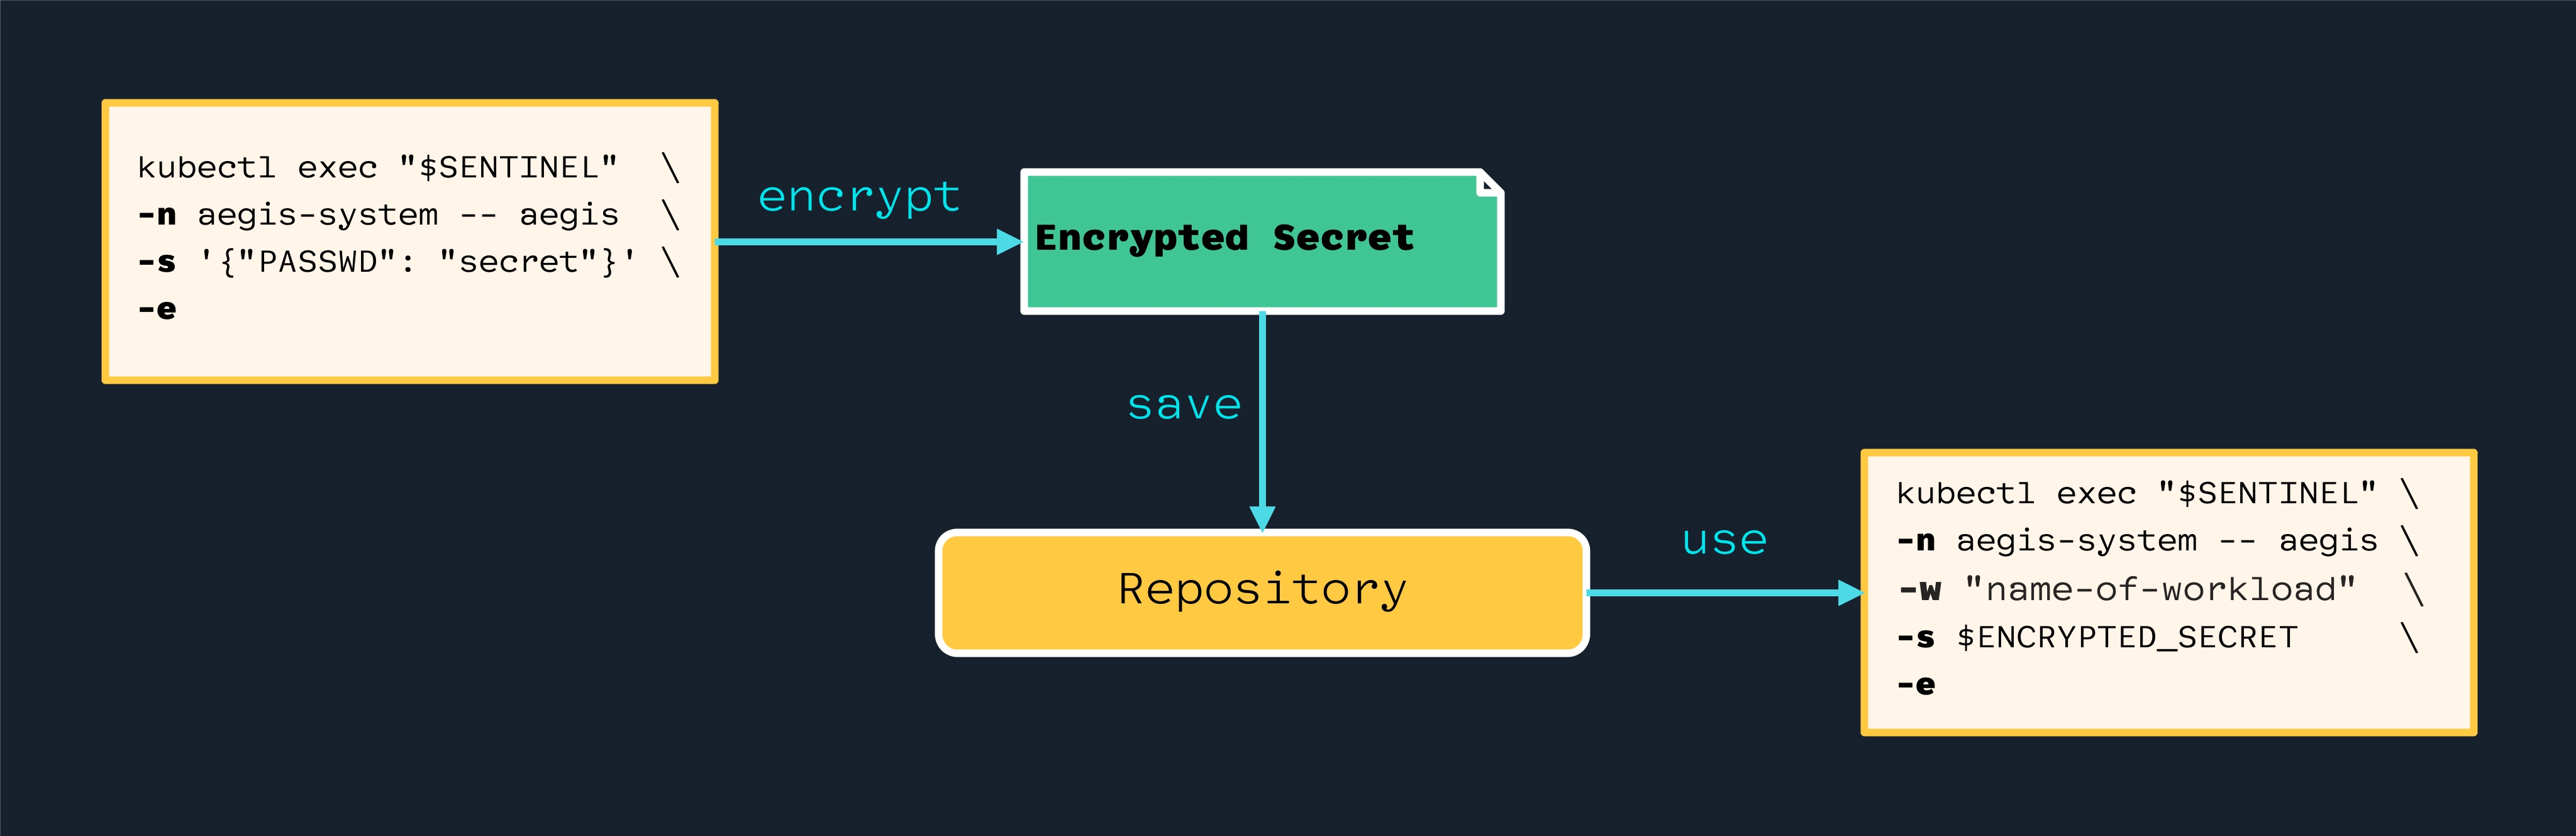 kubectl exec "$SENTINEL" \
-n aegis-system -- aegis \
-s '{"PASSWD": "secret"}' \
-e
encrypt
Encrypted Secret
save
Repository
use
kubectl exec "$SENTINEL" \
-n aegis-system -- aegis \
-w "name-of-workload" \
-s $ENCRYPTED_SECRET \
-e